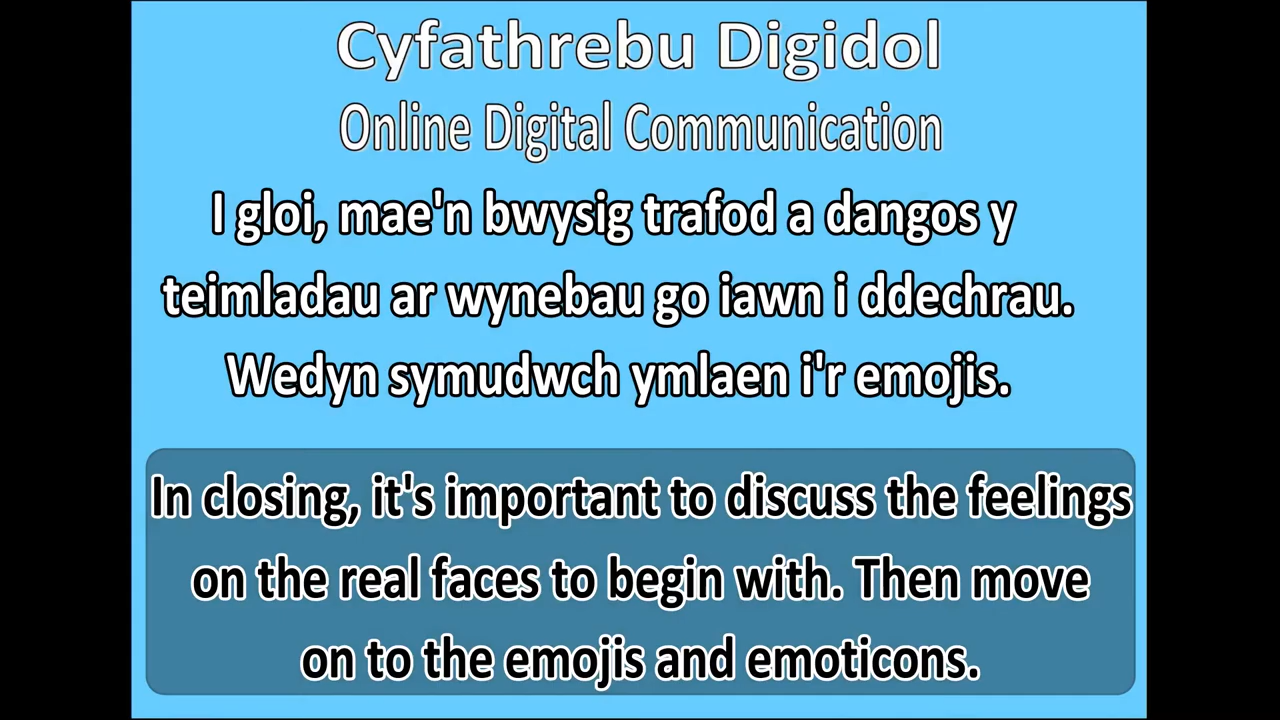 Cyfathrebu Digidol
Online Digital Communication
I gloi, mae'n bwysig trafod a dangos y
teimladau ar wynebau go iawn i ddechrau.
Wedyn symudwch ymlaen i'r emojis.
In closing, it's important to discuss the feelings
on the real faces to begin with. Then move
on to the emojis and emoticons.